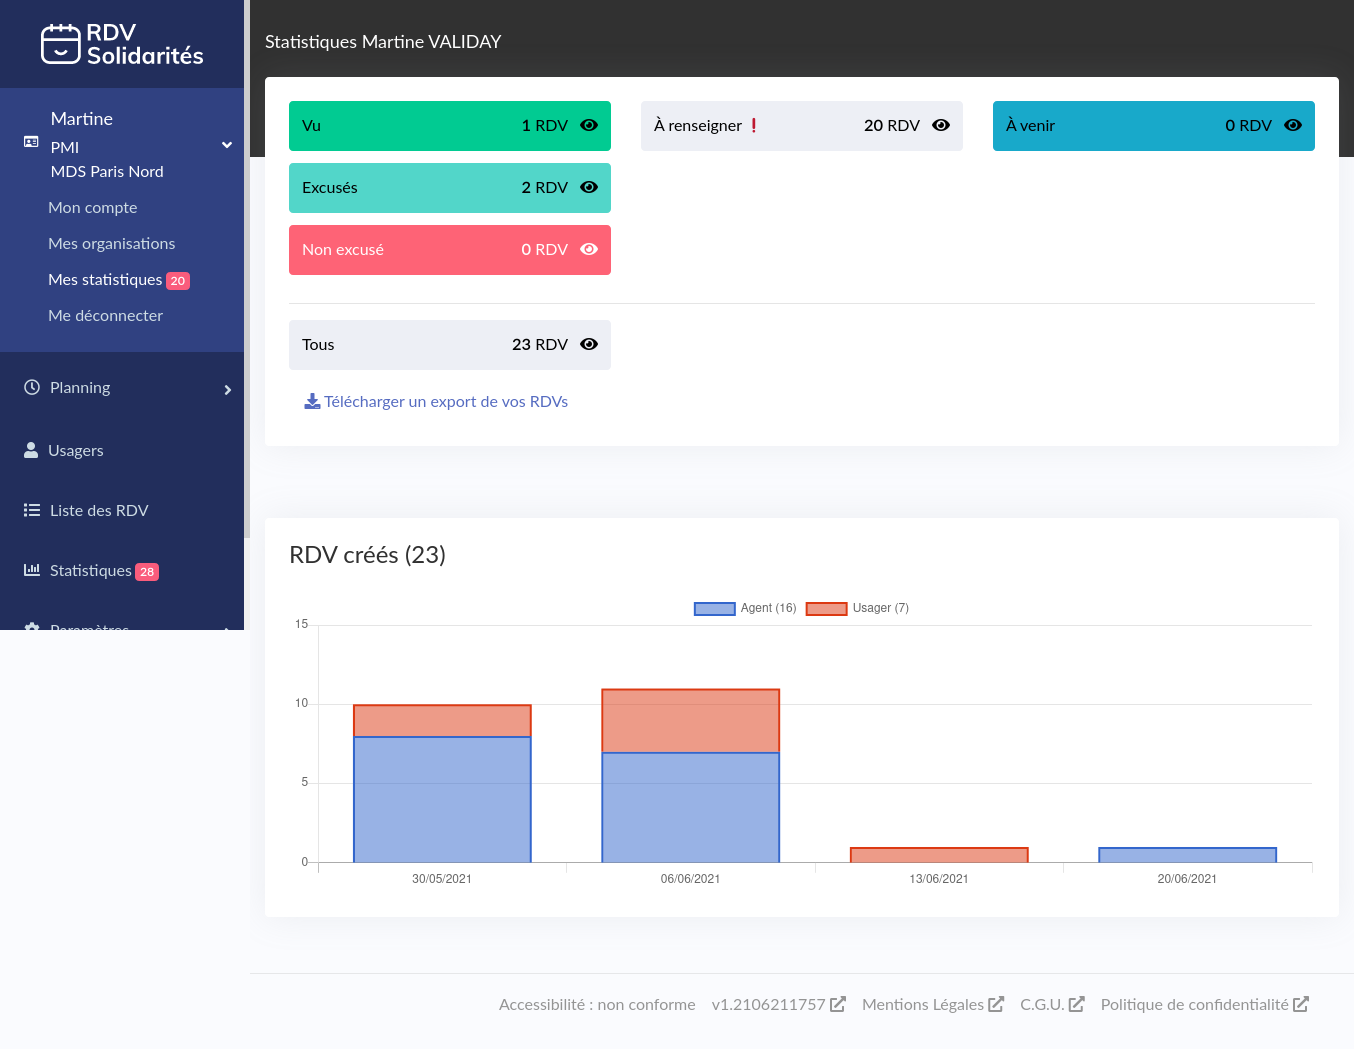 RDV
Solidarités
Martine
PMI
MDS Paris Nord
Mon compte
Mes organisations
Mes statistiques 20
Me déconnecter
Planning
Usagers
Liste des RDV
Statistiques 28
Paramètres
Statistiques Martine VALIDAY
Vu 1 RDV
À renseigner ! 20 RDV
À venir 0 RDV
Excusés 2 RDV
Non excusé 0 RDV
Tous 23 RDV
Télécharger un export de vos RDVs
RDV créés (23)
Agent (16) Usager (7)
15
10
5
0
30/05/2021 06/06/2021 13/06/2021 20/06/2021
Accessibilité : non conforme v1.2106211757 Mentions Légales C.G.U. Politique de confidentialité